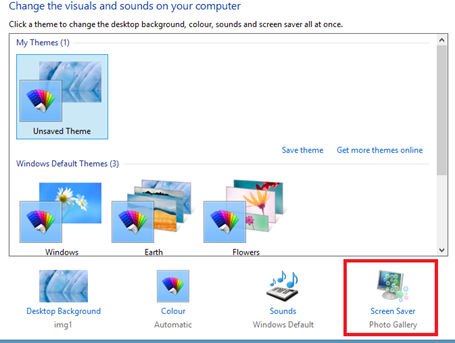 Change the visuals and sounds on your computer
Click a theme to change the desktop background, colour, sounds and screen saver all at once.
My Themes (1)
Unsaved Theme
Save theme
Get more themes online
Windows Default Themes (3)
Windows
Earth
Flowers
Desktop Background
img1
Colour
Automatic
Sounds
Windows Default
Screen Saver
Photo Gallery